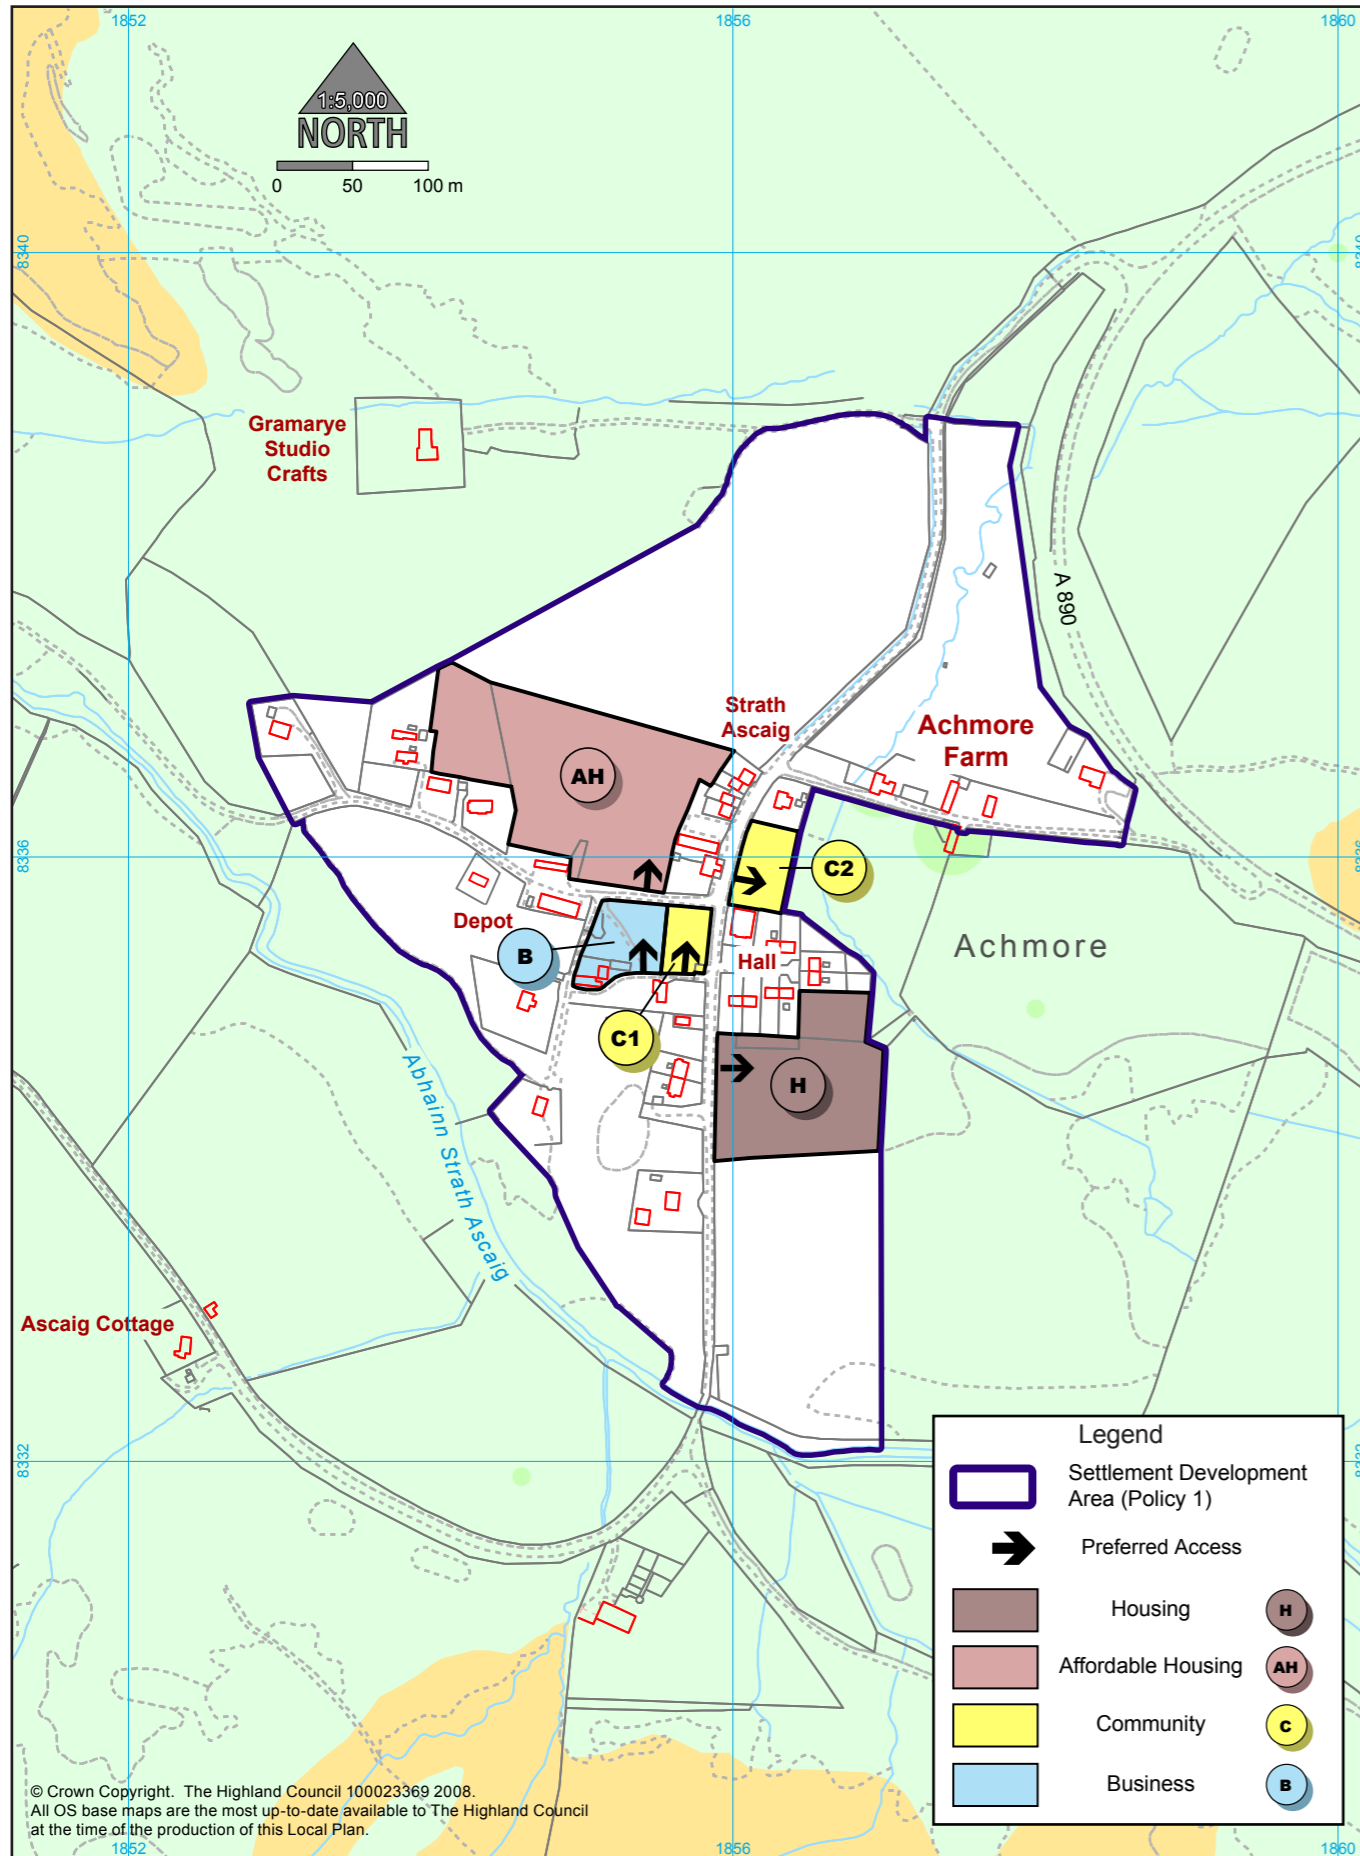 1852
1856
1860
1:5,000
NORTH
0 50 100 m
8340
8340
Gramarye
Studio
Crafts
A 890
Strath
Ascaig
Achmore
Farm
AH
8336
8336
C2
Depot
B
Hall
Achmore
C1
H
Abhainn Strath Ascaig
Ascaig Cottage
8332
8332
Legend
Settlement Development
Area (Policy 1)
Preferred Access
Housing H
Affordable Housing AH
Community C
Business B
© Crown Copyright. The Highland Council 100023369 2008.
All OS base maps are the most up-to-date available to The Highland Council
at the time of the production of this Local Plan.
1852
1856
1860